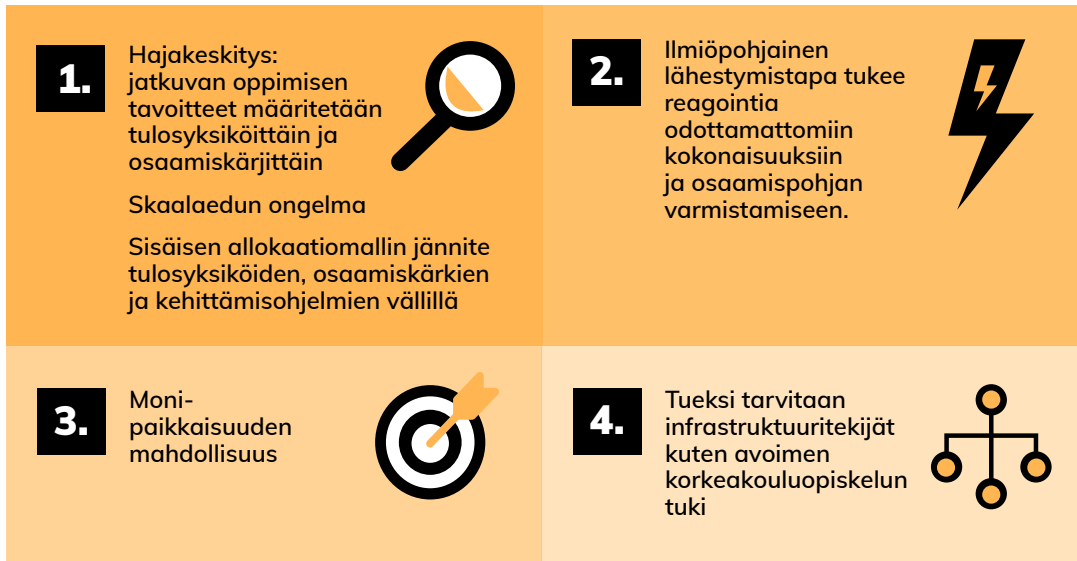 1.
Hajakeskitys:
jatkuvan oppimisen
tavoitteet määritetään
tulosyksiköittäin ja
osaamiskärjittäin
Skaalaedun ongelma
Sisäisen allokaatiomallin jännite
tulosyksiköiden, osaamiskärkien
ja kehittämisohjelmien vällillä
2.
Ilmiöpohjainen
lähestymistapa tukee
reagointia
odottamattomiin
kokonaisuuksiin
ja osaamispohjan
varmistamiseen.
3.
Moni-
paikkaisuuden
mahdollisuus
4.
Tueksi tarvitaan
infrastruktuuritekijät
kuten avoimen
korkeakouluopiskelun
tuki